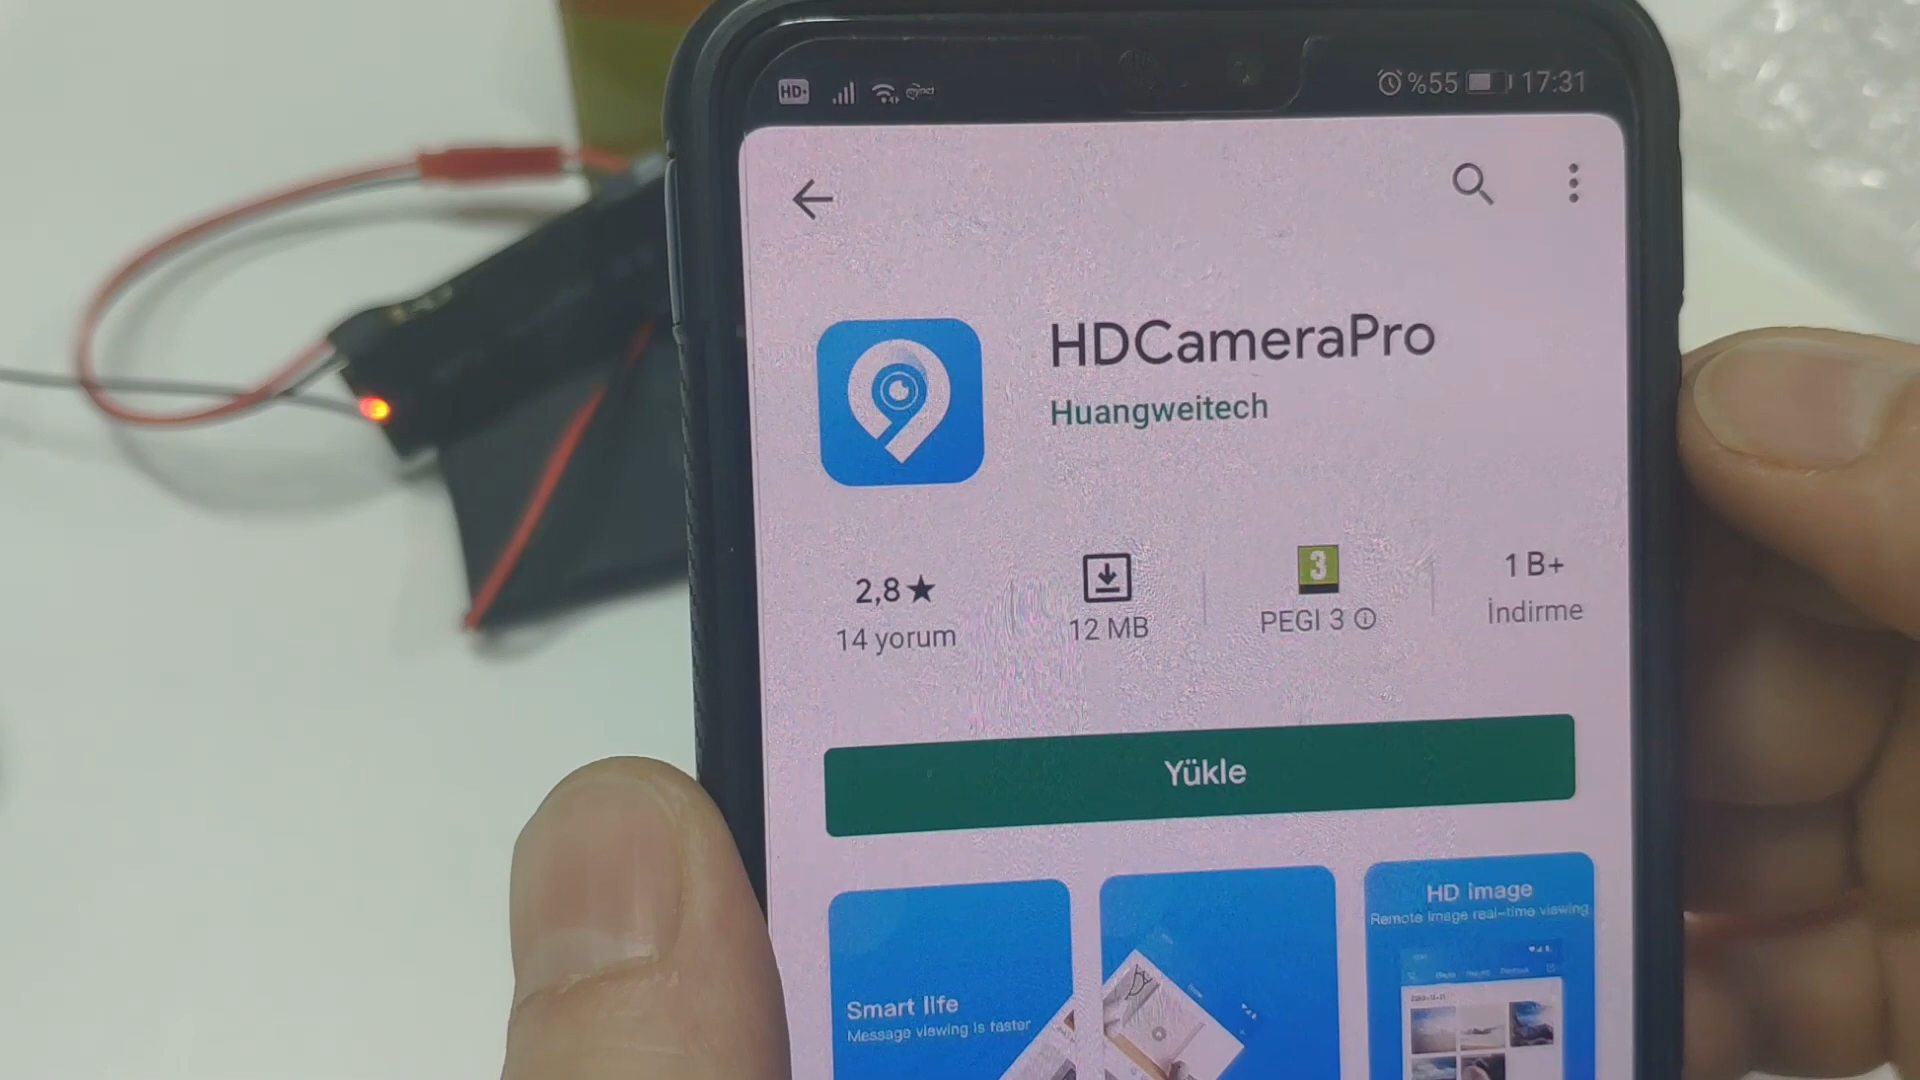 HD+
%55
17:31
HDCameraPro
Huangweitech
2,8★
14 yorum
12 MB
3
PEGI 3
1 B+
İndirme
Yükle
Smart life
Message viewing is faster
HD image
Remote image real-time viewing